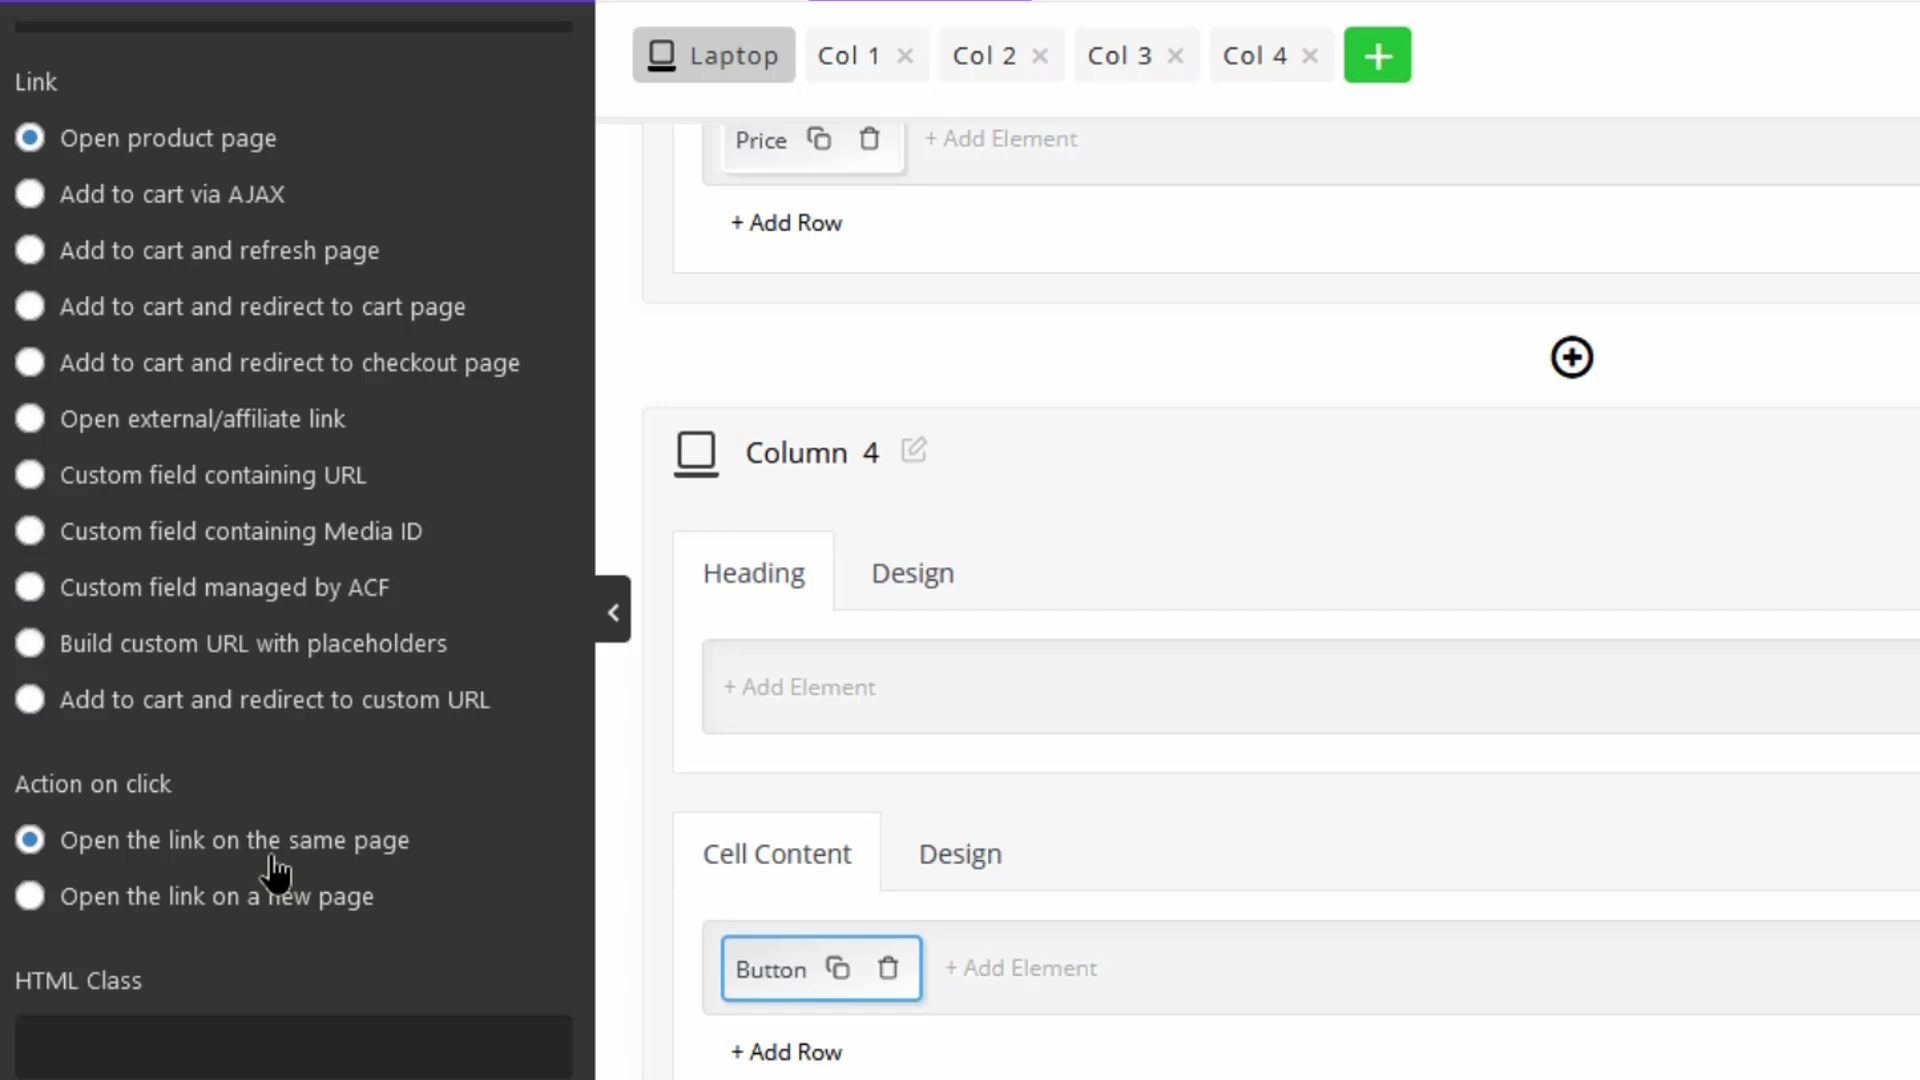 Link
Open product page
Add to cart via AJAX
Add to cart and refresh page
Add to cart and redirect to cart page
Add to cart and redirect to checkout page
Open external/affiliate link
Custom field containing URL
Custom field containing Media ID
Custom field managed by ACF
Build custom URL with placeholders
Add to cart and redirect to custom URL
Action on click
Open the link on the same page
Open the link on a new page
HTML Class
Laptop Col 1 × Col 2 × Col 3 × Col 4 × +
Price + Add Element
+ Add Row
Column 4
Heading Design
+ Add Element
Cell Content Design
Button + Add Element
+ Add Row